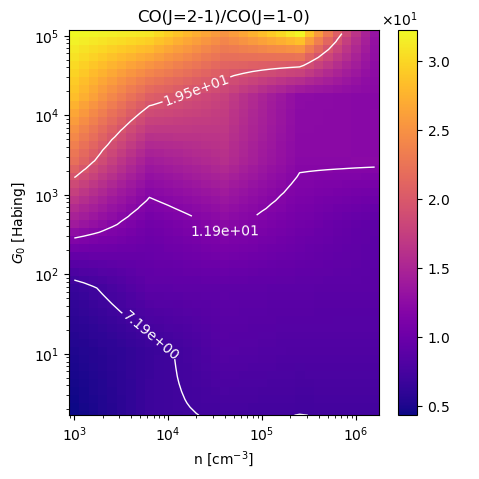 CO(J=2-1)/CO(J=1-0)
×10¹
10⁵
10⁴
10³
10²
10¹
G₀ [Habing]
1.95e+01
1.19e+01
7.19e+00
10³
10⁴
10⁵
10⁶
n [cm⁻³]
3.0
2.5
2.0
1.5
1.0
0.5